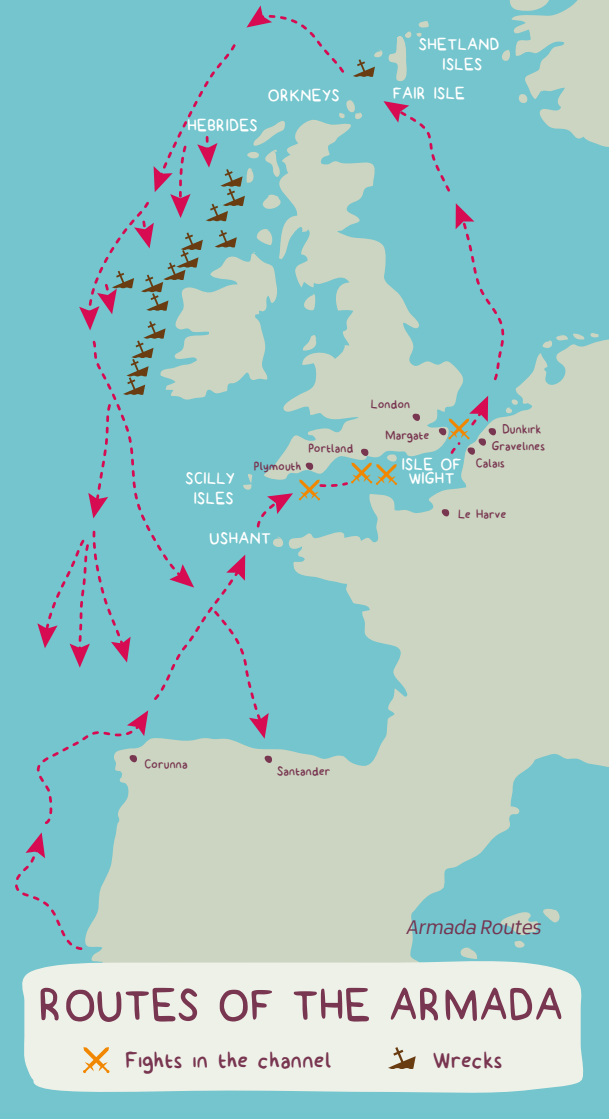 SHETLAND
ISLES
FAIR ISLE
ORKNEYS
HEBRIDES
London
Margate
Dunkirk
Gravelines
Calais
Portland
Plymouth
ISLE OF
WIGHT
SCILLY
ISLES
Le Harve
USHANT
Corunna
Santander
Armada Routes
ROUTES OF THE ARMADA
Fights in the channel
Wrecks